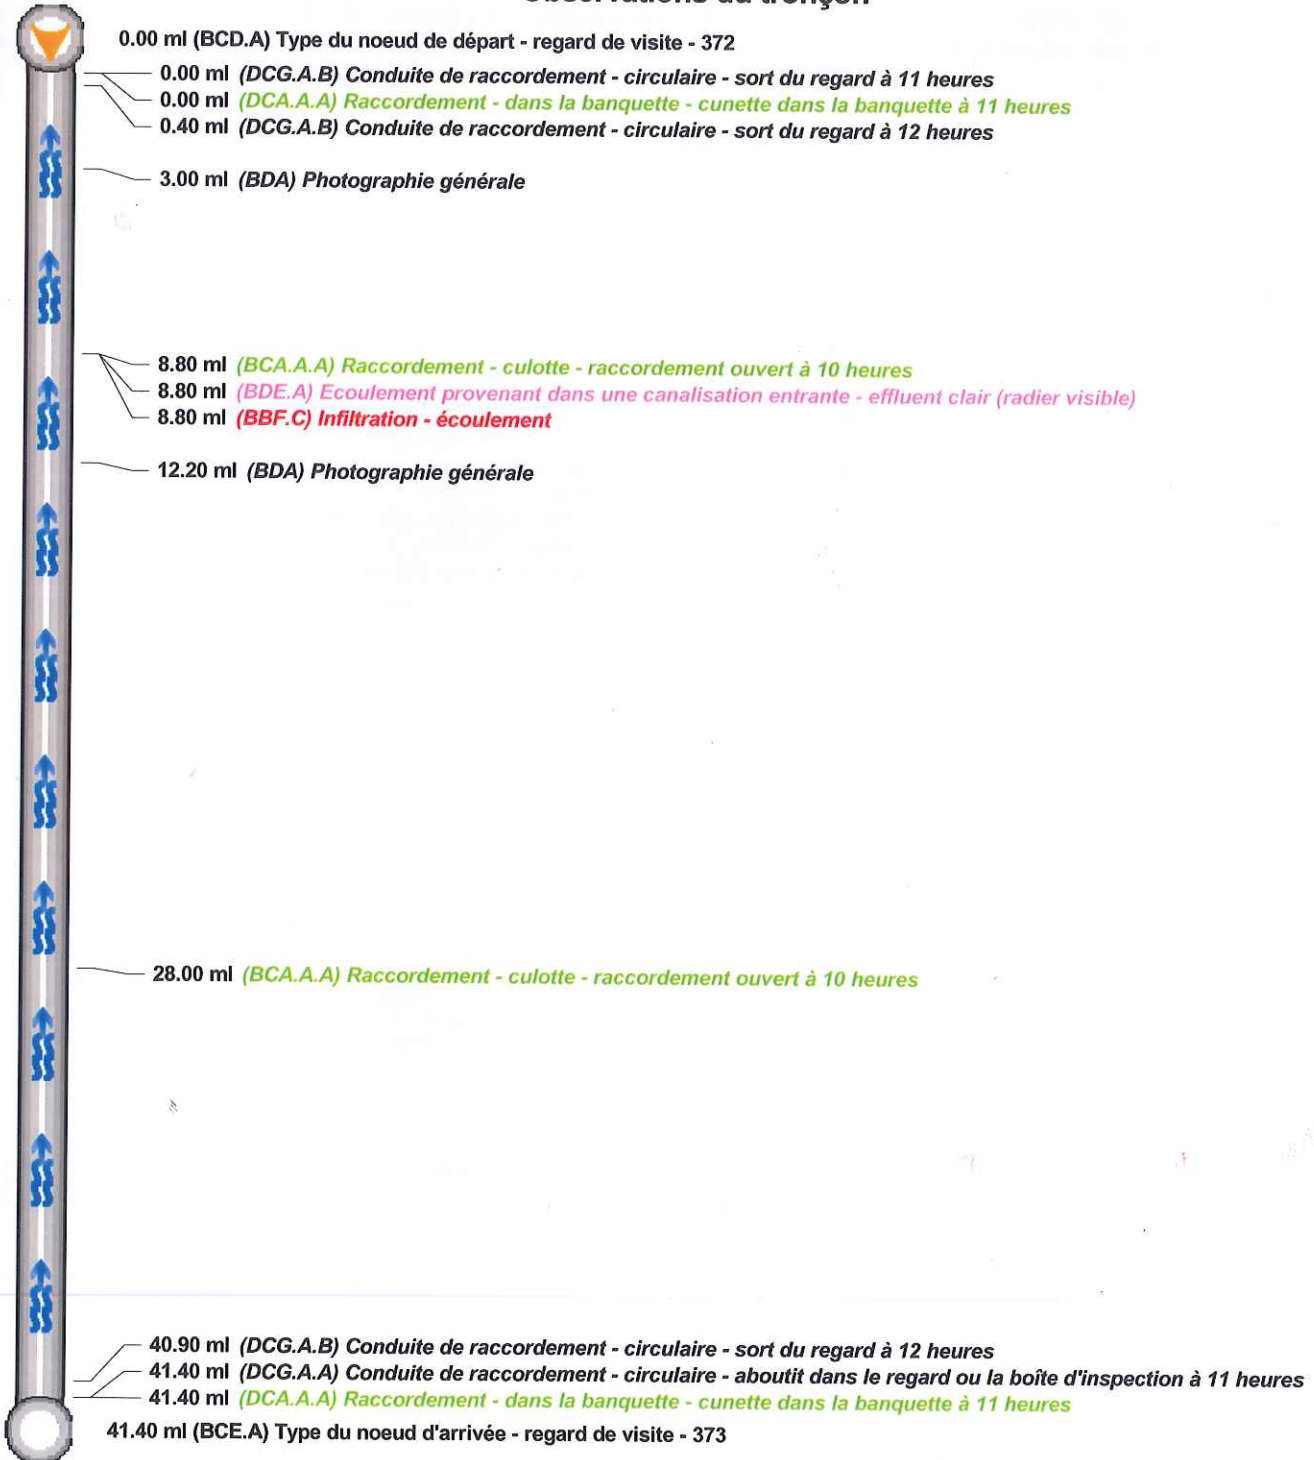 Observations du tronçon
0.00 ml (BCD.A) Type du noeud de départ - regard de visite - 372
0.00 ml (DCG.A.B) Conduite de raccordement - circulaire - sort du regard à 11 heures
0.00 ml (DCA.A.A) Raccordement - dans la banquette - cunette dans la banquette à 11 heures
0.40 ml (DCG.A.B) Conduite de raccordement - circulaire - sort du regard à 12 heures
3.00 ml (BDA) Photographie générale
8.80 ml (BCA.A.A) Raccordement - culotte - raccordement ouvert à 10 heures
8.80 ml (BDE.A) Ecoulement provenant dans une canalisation entrante - effluent clair (radier visible)
8.80 ml (BBF.C) Infiltration - écoulement
12.20 ml (BDA) Photographie générale
28.00 ml (BCA.A.A) Raccordement - culotte - raccordement ouvert à 10 heures
40.90 ml (DCG.A.B) Conduite de raccordement - circulaire - sort du regard à 12 heures
41.40 ml (DCG.A.A) Conduite de raccordement - circulaire - aboutit dans le regard ou la boîte d'inspection à 11 heures
41.40 ml (DCA.A.A) Raccordement - dans la banquette - cunette dans la banquette à 11 heures
41.40 ml (BCE.A) Type du noeud d'arrivée - regard de visite - 373